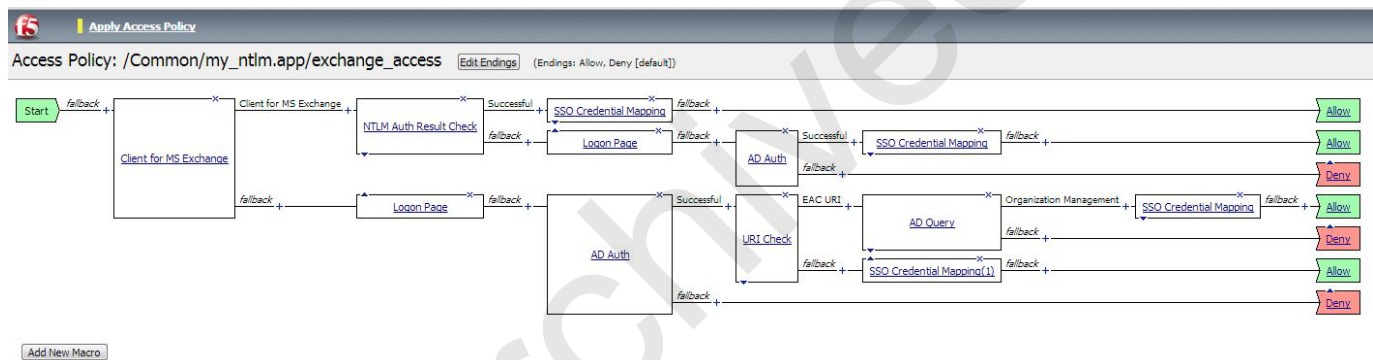 f5
Apply Access Policy
Access Policy: /Common/my_ntlm.app/exchange_access Edit Endings (Endings: Allow, Deny [default])
Start fallback + Client for MS Exchange + NTLM Auth Result Check Successful + SSO Credential Mapping fallback + Allow
fallback + Logon Page fallback + AD Auth Successful + SSO Credential Mapping fallback + Allow
Client for MS Exchange
fallback + Deny
fallback + Logon Page fallback + AD Auth Successful + URI Check EAC URI + AD Query Organization Management + SSO Credential Mapping fallback + Allow
fallback + Deny
fallback + SSO Credential Mapping(1) fallback + Allow
fallback + Deny
Add New Macro
chive